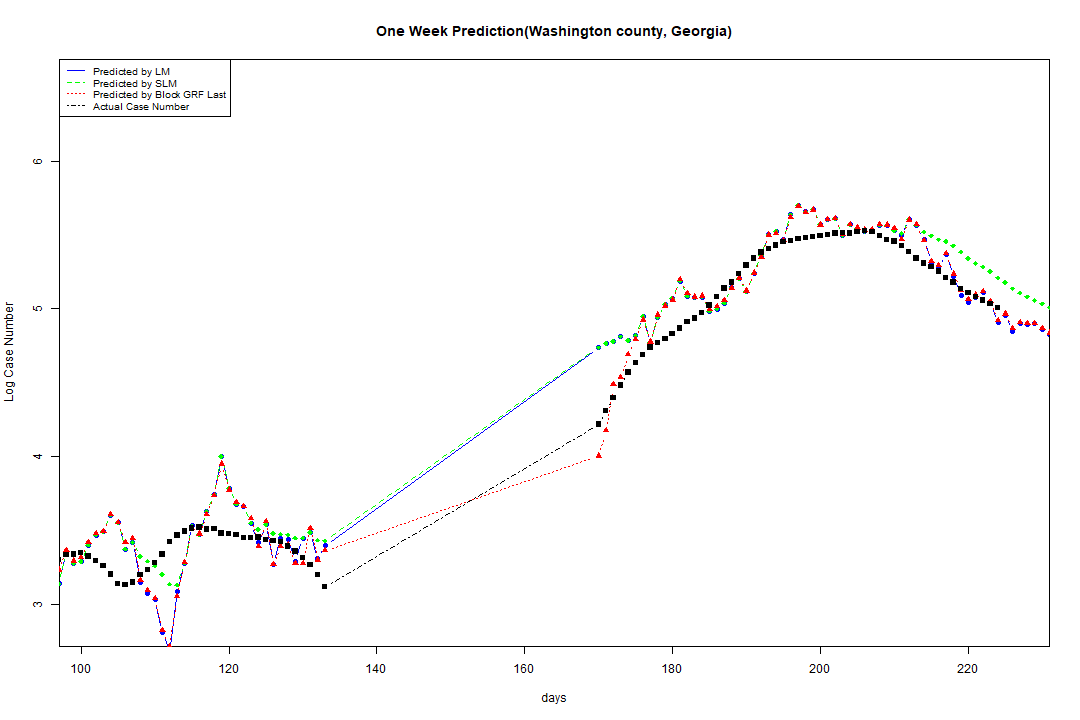 One Week Prediction(Washington county, Georgia)
Predicted by LM
Predicted by SLM
Predicted by Block GRF Last
Actual Case Number
6
5
4
3
Log Case Number
100 120 140 160 180 200 220
days